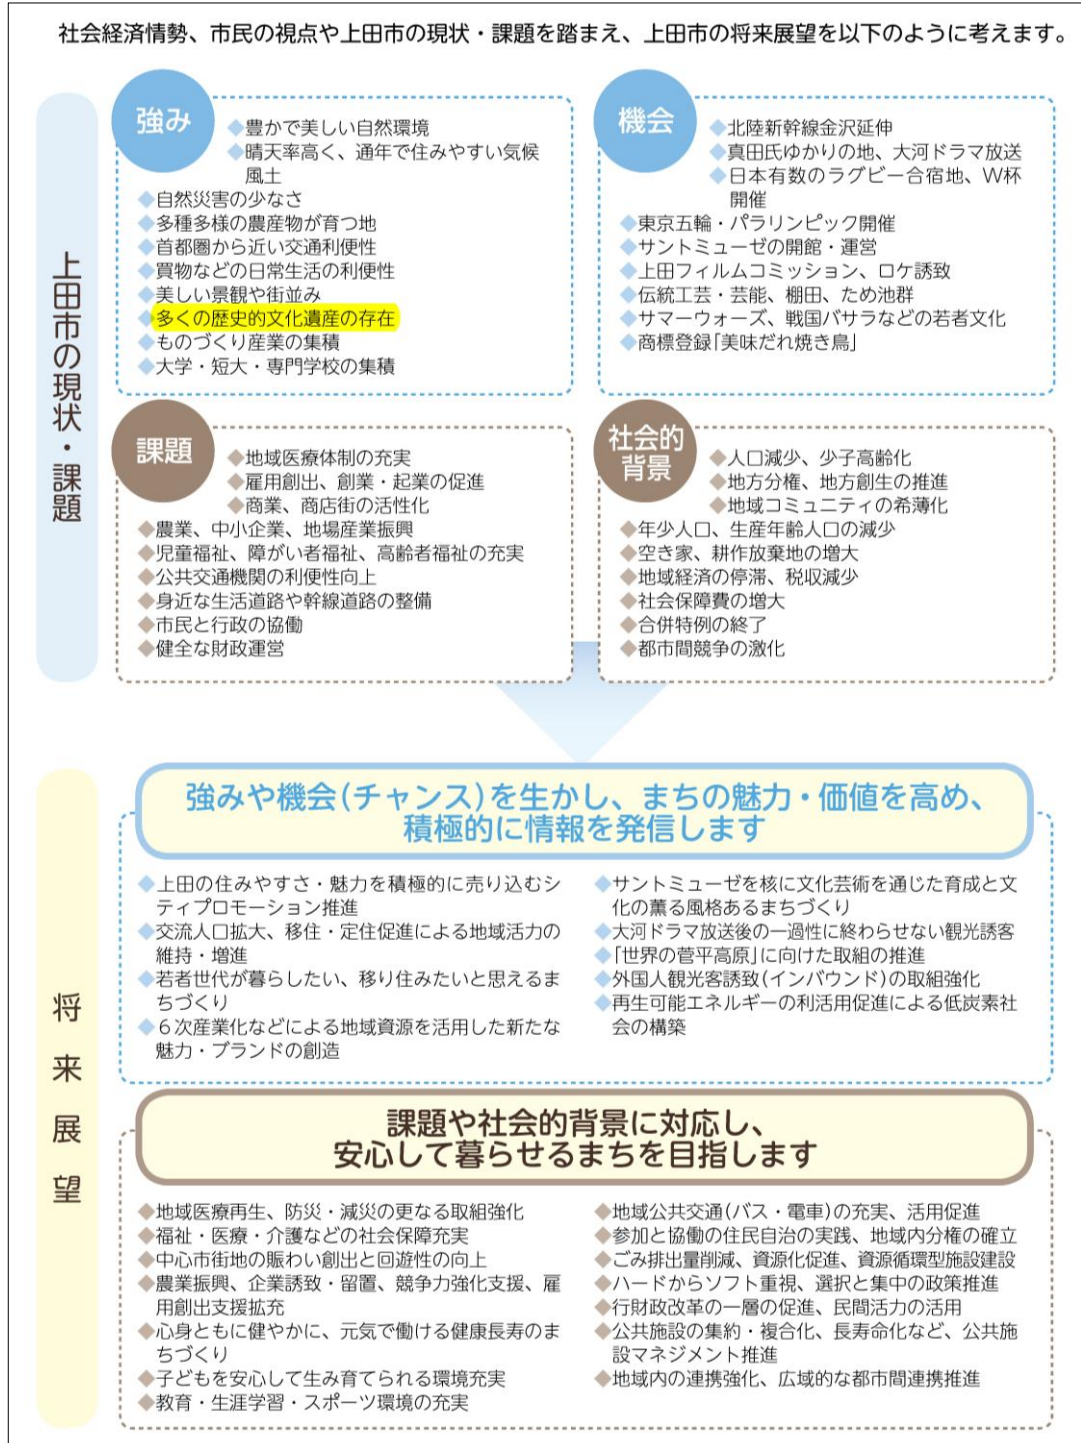 社会経済情勢、市民の視点や上田市の現状・課題を踏まえ、上田市の将来展望を以下のように考えます。
上田市の現状・課題
強み
◆豊かで美しい自然環境
◆晴天率高く、通年で住みやすい気候
風土
◆自然災害の少なさ
◆多種多様の農産物が育つ地
◆首都圏から近い交通利便性
◆買物などの日常生活の利便性
◆美しい景観や街並み
◆多くの歴史的文化遺産の存在
◆ものづくり産業の集積
◆大学・短大・専門学校の集積
機会
◆北陸新幹線金沢延伸
◆真田氏ゆかりの地、大河ドラマ放送
◆日本有数のラグビー合宿地、W杯
開催
◆東京五輪・パラリンピック開催
◆サントミューゼの開館・運営
◆上田フィルムコミッション、ロケ誘致
◆伝統工芸・芸能、棚田、ため池群
◆サマーウォーズ、戦国バサラなどの若者文化
◆商標登録「美味だれ焼き鳥」
課題
◆地域医療体制の充実
◆雇用創出、創業・起業の促進
◆商業、商店街の活性化
◆農業、中小企業、地場産業振興
◆児童福祉、障がい者福祉、高齢者福祉の充実
◆公共交通機関の利便性向上
◆身近な生活道路や幹線道路の整備
◆市民と行政の協働
◆健全な財政運営
社会的
背景
◆人口減少、少子高齢化
◆地方分権、地方創生の推進
◆地域コミュニティの希薄化
◆年少人口、生産年齢人口の減少
◆空き家、耕作放棄地の増大
◆地域経済の停滞、税収減少
◆社会保障費の増大
◆合併特例の終了
◆都市間競争の激化
将来展望
強みや機会(チャンス)を生かし、まちの魅力・価値を高め、
積極的に情報を発信します
◆上田の住みやすさ・魅力を積極的に売り込むシ
ティプロモーション推進
◆交流人口拡大、移住・定住促進による地域活力の
維持・増進
◆若者世代が暮らしたい、移り住みたいと思えるま
ちづくり
◆6次産業化などによる地域資源を活用した新たな
魅力・ブランドの創造
◆サントミューゼを核に文化芸術を通じた育成と文
化の薫る風格あるまちづくり
◆大河ドラマ放送後の一過性に終わらせない観光誘客
◆「世界の菅平高原」に向けた取組の推進
◆外国人観光客誘致(インバウンド)の取組強化
◆再生可能エネルギーの利活用促進による低炭素社
会の構築
課題や社会的背景に対応し、
安心して暮らせるまちを目指します
◆地域医療再生、防災・減災の更なる取組強化
◆福祉・医療・介護などの社会保障充実
◆中心市街地の賑わい創出と回遊性の向上
◆農業振興、企業誘致・留置、競争力強化支援、雇
用創出支援拡充
◆心身ともに健やかに、元気で働ける健康長寿のま
ちづくり
◆子どもを安心して生み育てられる環境充実
◆教育・生涯学習・スポーツ環境の充実
◆地域公共交通(バス・電車)の充実、活用促進
◆参加と協働の住民自治の実践、地域内分権の確立
◆ごみ排出量削減、資源化促進、資源循環型施設建設
◆ハードからソフト重視、選択と集中の政策推進
◆行財政改革の一層の促進、民間活力の活用
◆公共施設の集約・複合化、長寿命化など、公共施
設マネジメント推進
◆地域内の連携強化、広域的な都市間連携推進